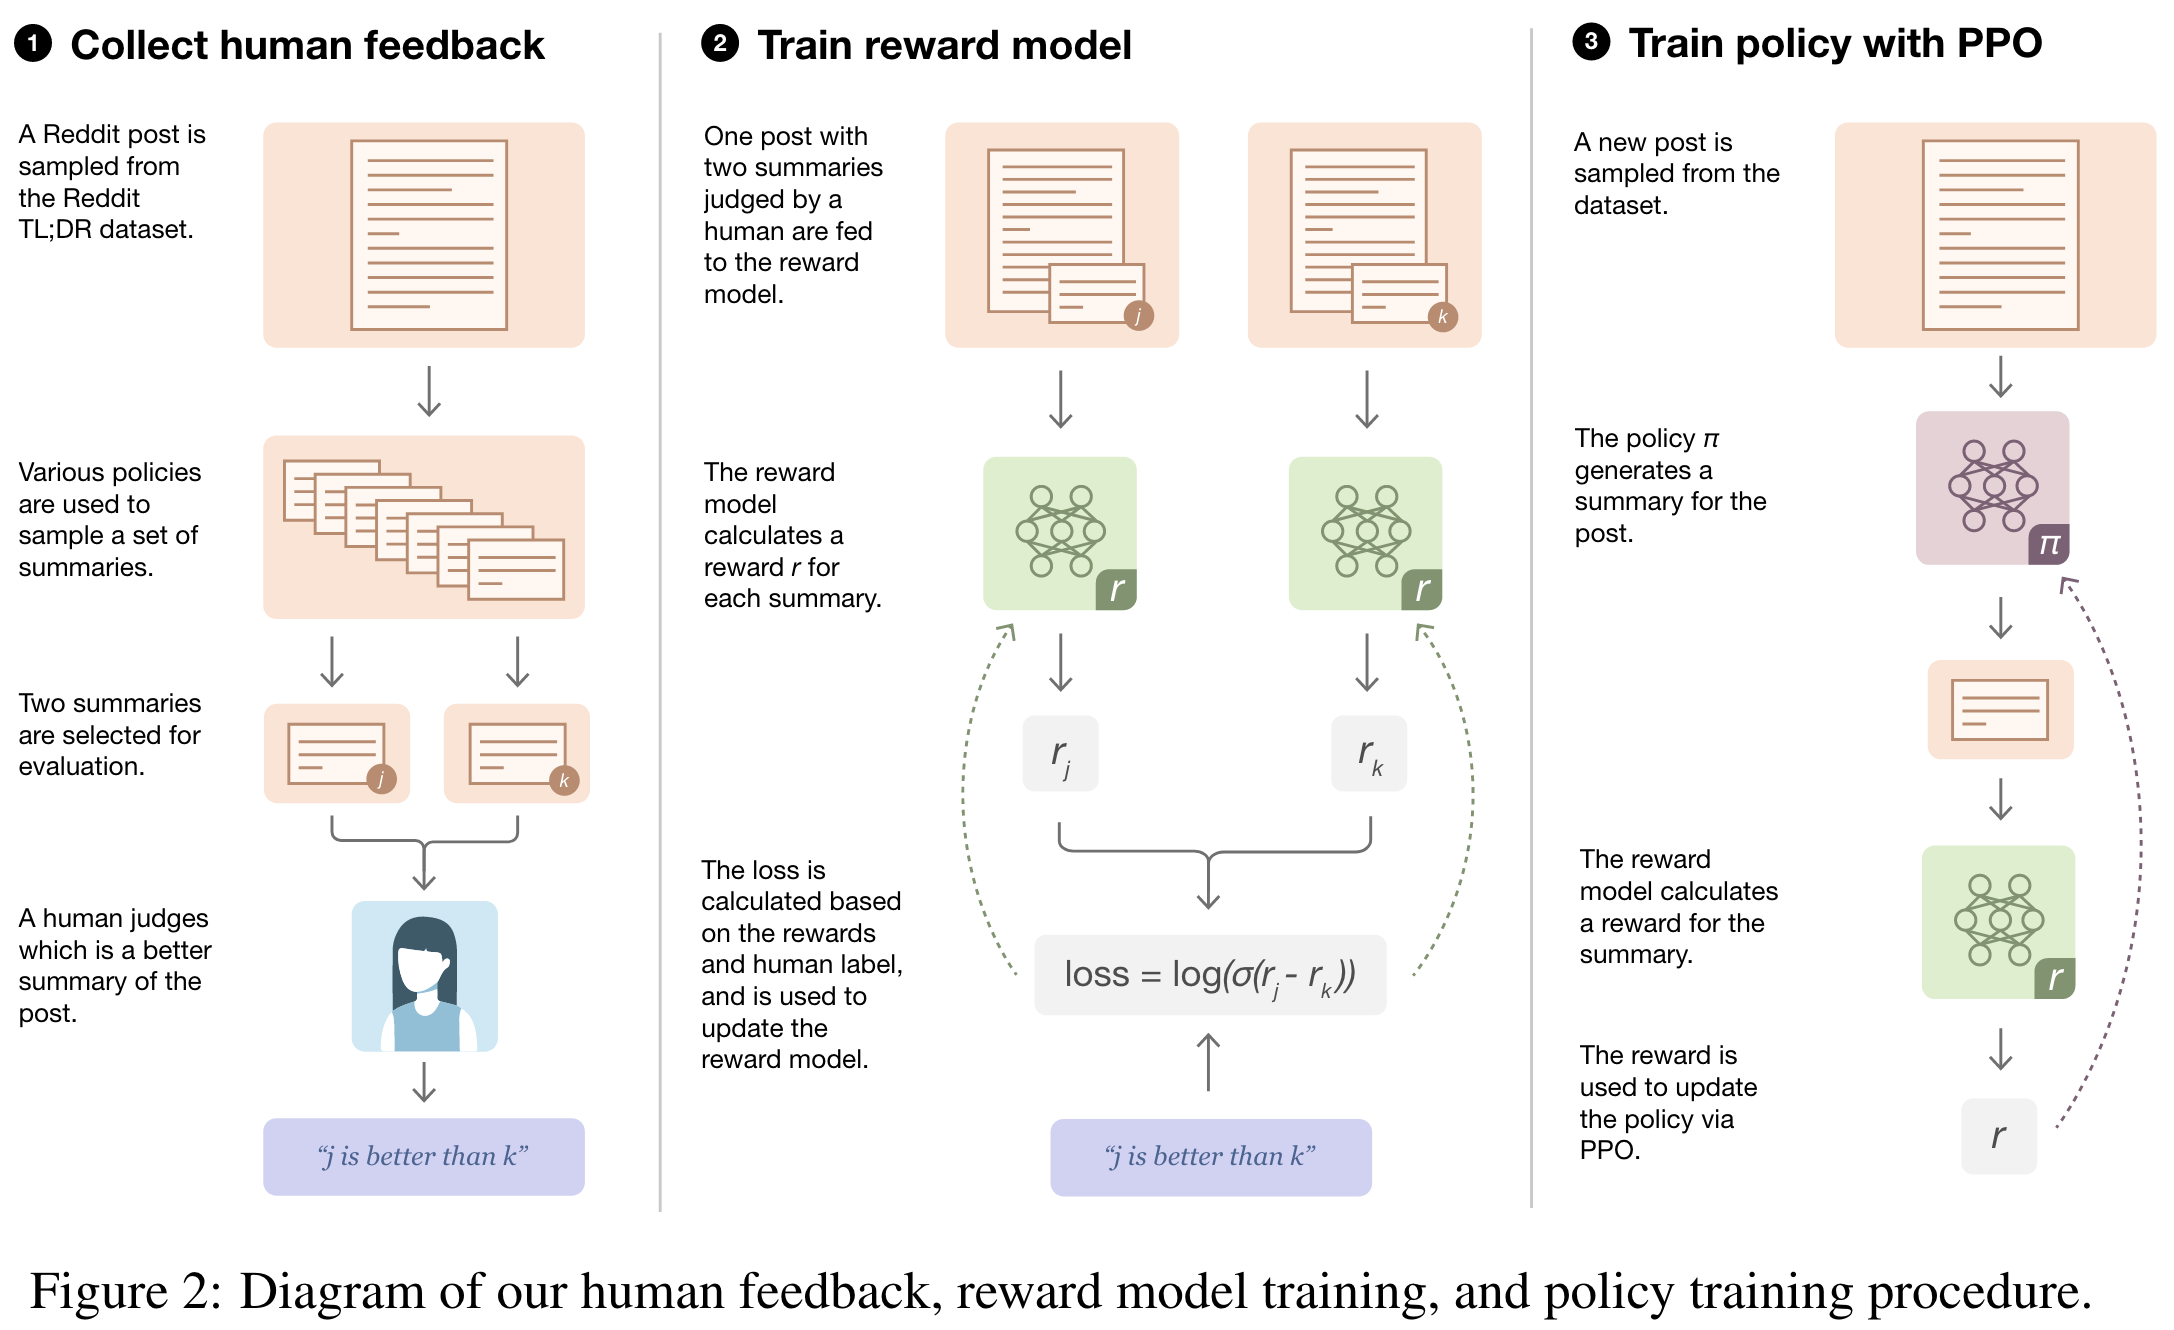 1 Collect human feedback
A Reddit post is
sampled from
the Reddit
TL;DR dataset.
Various policies
are used to
sample a set of
summaries.
Two summaries
are selected for
evaluation.
j
k
A human judges
which is a better
summary of the
post.
“j is better than k”
2 Train reward model
One post with
two summaries
judged by a
human are fed
to the reward
model.
j
k
The reward
model
calculates a
reward r for
each summary.
r
r
r_j
r_k
The loss is
calculated based
on the rewards
and human label,
and is used to
update the
reward model.
loss = log(σ(r_j - r_k))
“j is better than k”
3 Train policy with PPO
A new post is
sampled from the
dataset.
The policy π
generates a
summary for the
post.
π
The reward
model calculates
a reward for the
summary.
r
The reward is
used to update
the policy via
PPO.
r
Figure 2: Diagram of our human feedback, reward model training, and policy training procedure.